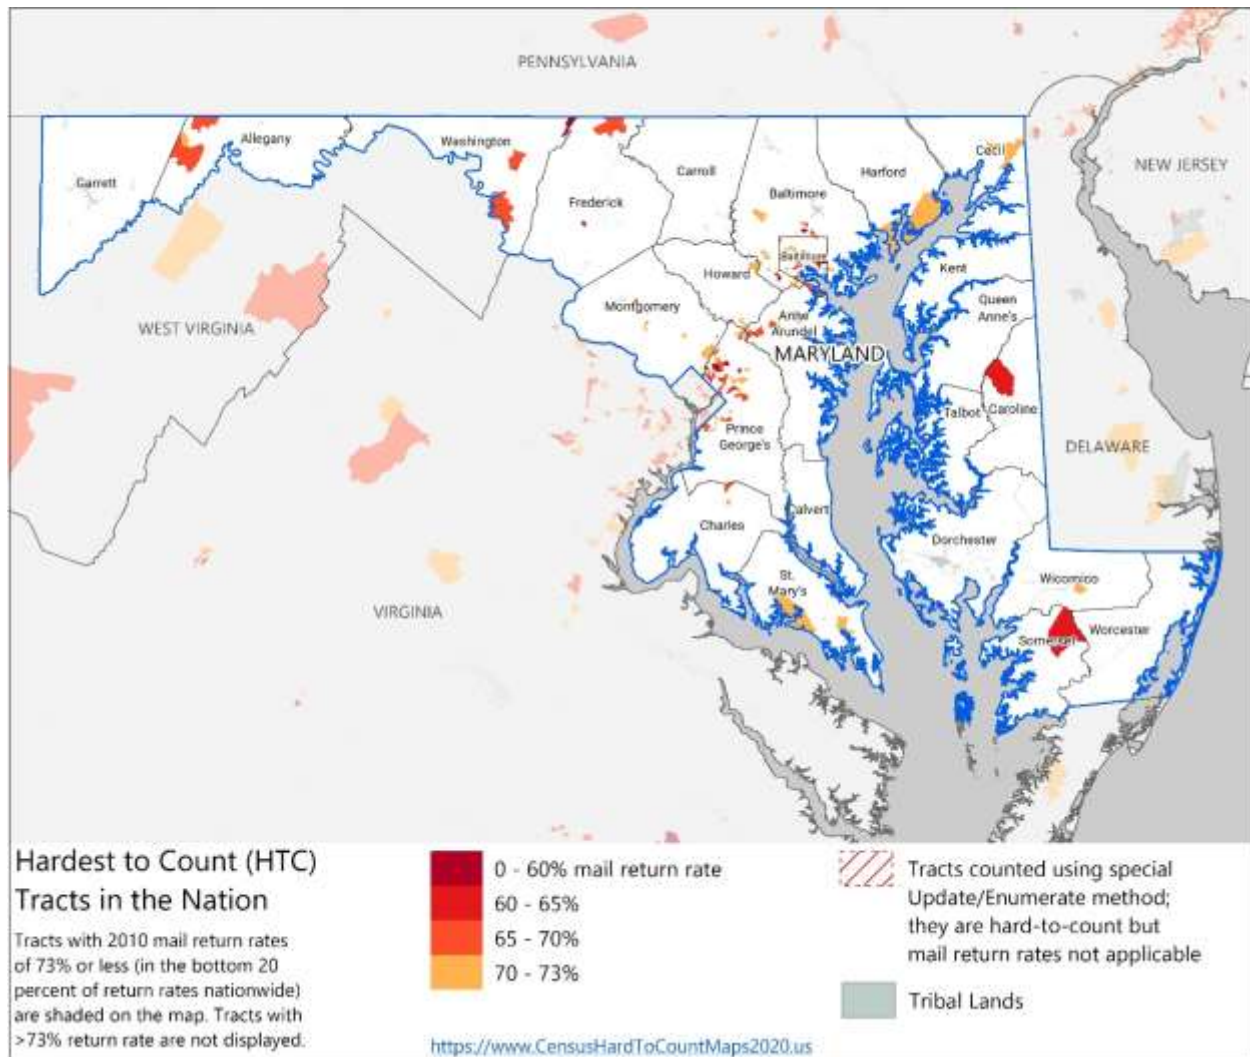 PENNSYLVANIA
NEW JERSEY
Garrett
Allegany
Washington
Frederick
Carroll
Baltimore
Harford
Cecil
Baltimore
Howard
Kent
Montgomery
Queen
Anne's
Anne
Arundel
WEST VIRGINIA
MARYLAND
Talbot
Caroline
Prince
George's
DELAWARE
Calvert
Charles
Dorchester
St.
Mary's
Wicomico
VIRGINIA
Somerset
Worcester
Hardest to Count (HTC)
Tracts in the Nation
Tracts with 2010 mail return rates
of 73% or less (in the bottom 20
percent of return rates nationwide)
are shaded on the map. Tracts with
>73% return rate are not displayed.
0 - 60% mail return rate
60 - 65%
65 - 70%
70 - 73%
https://www.CensusHardToCountMaps2020.us
Tracts counted using special
Update/Enumerate method;
they are hard-to-count but
mail return rates not applicable
Tribal Lands